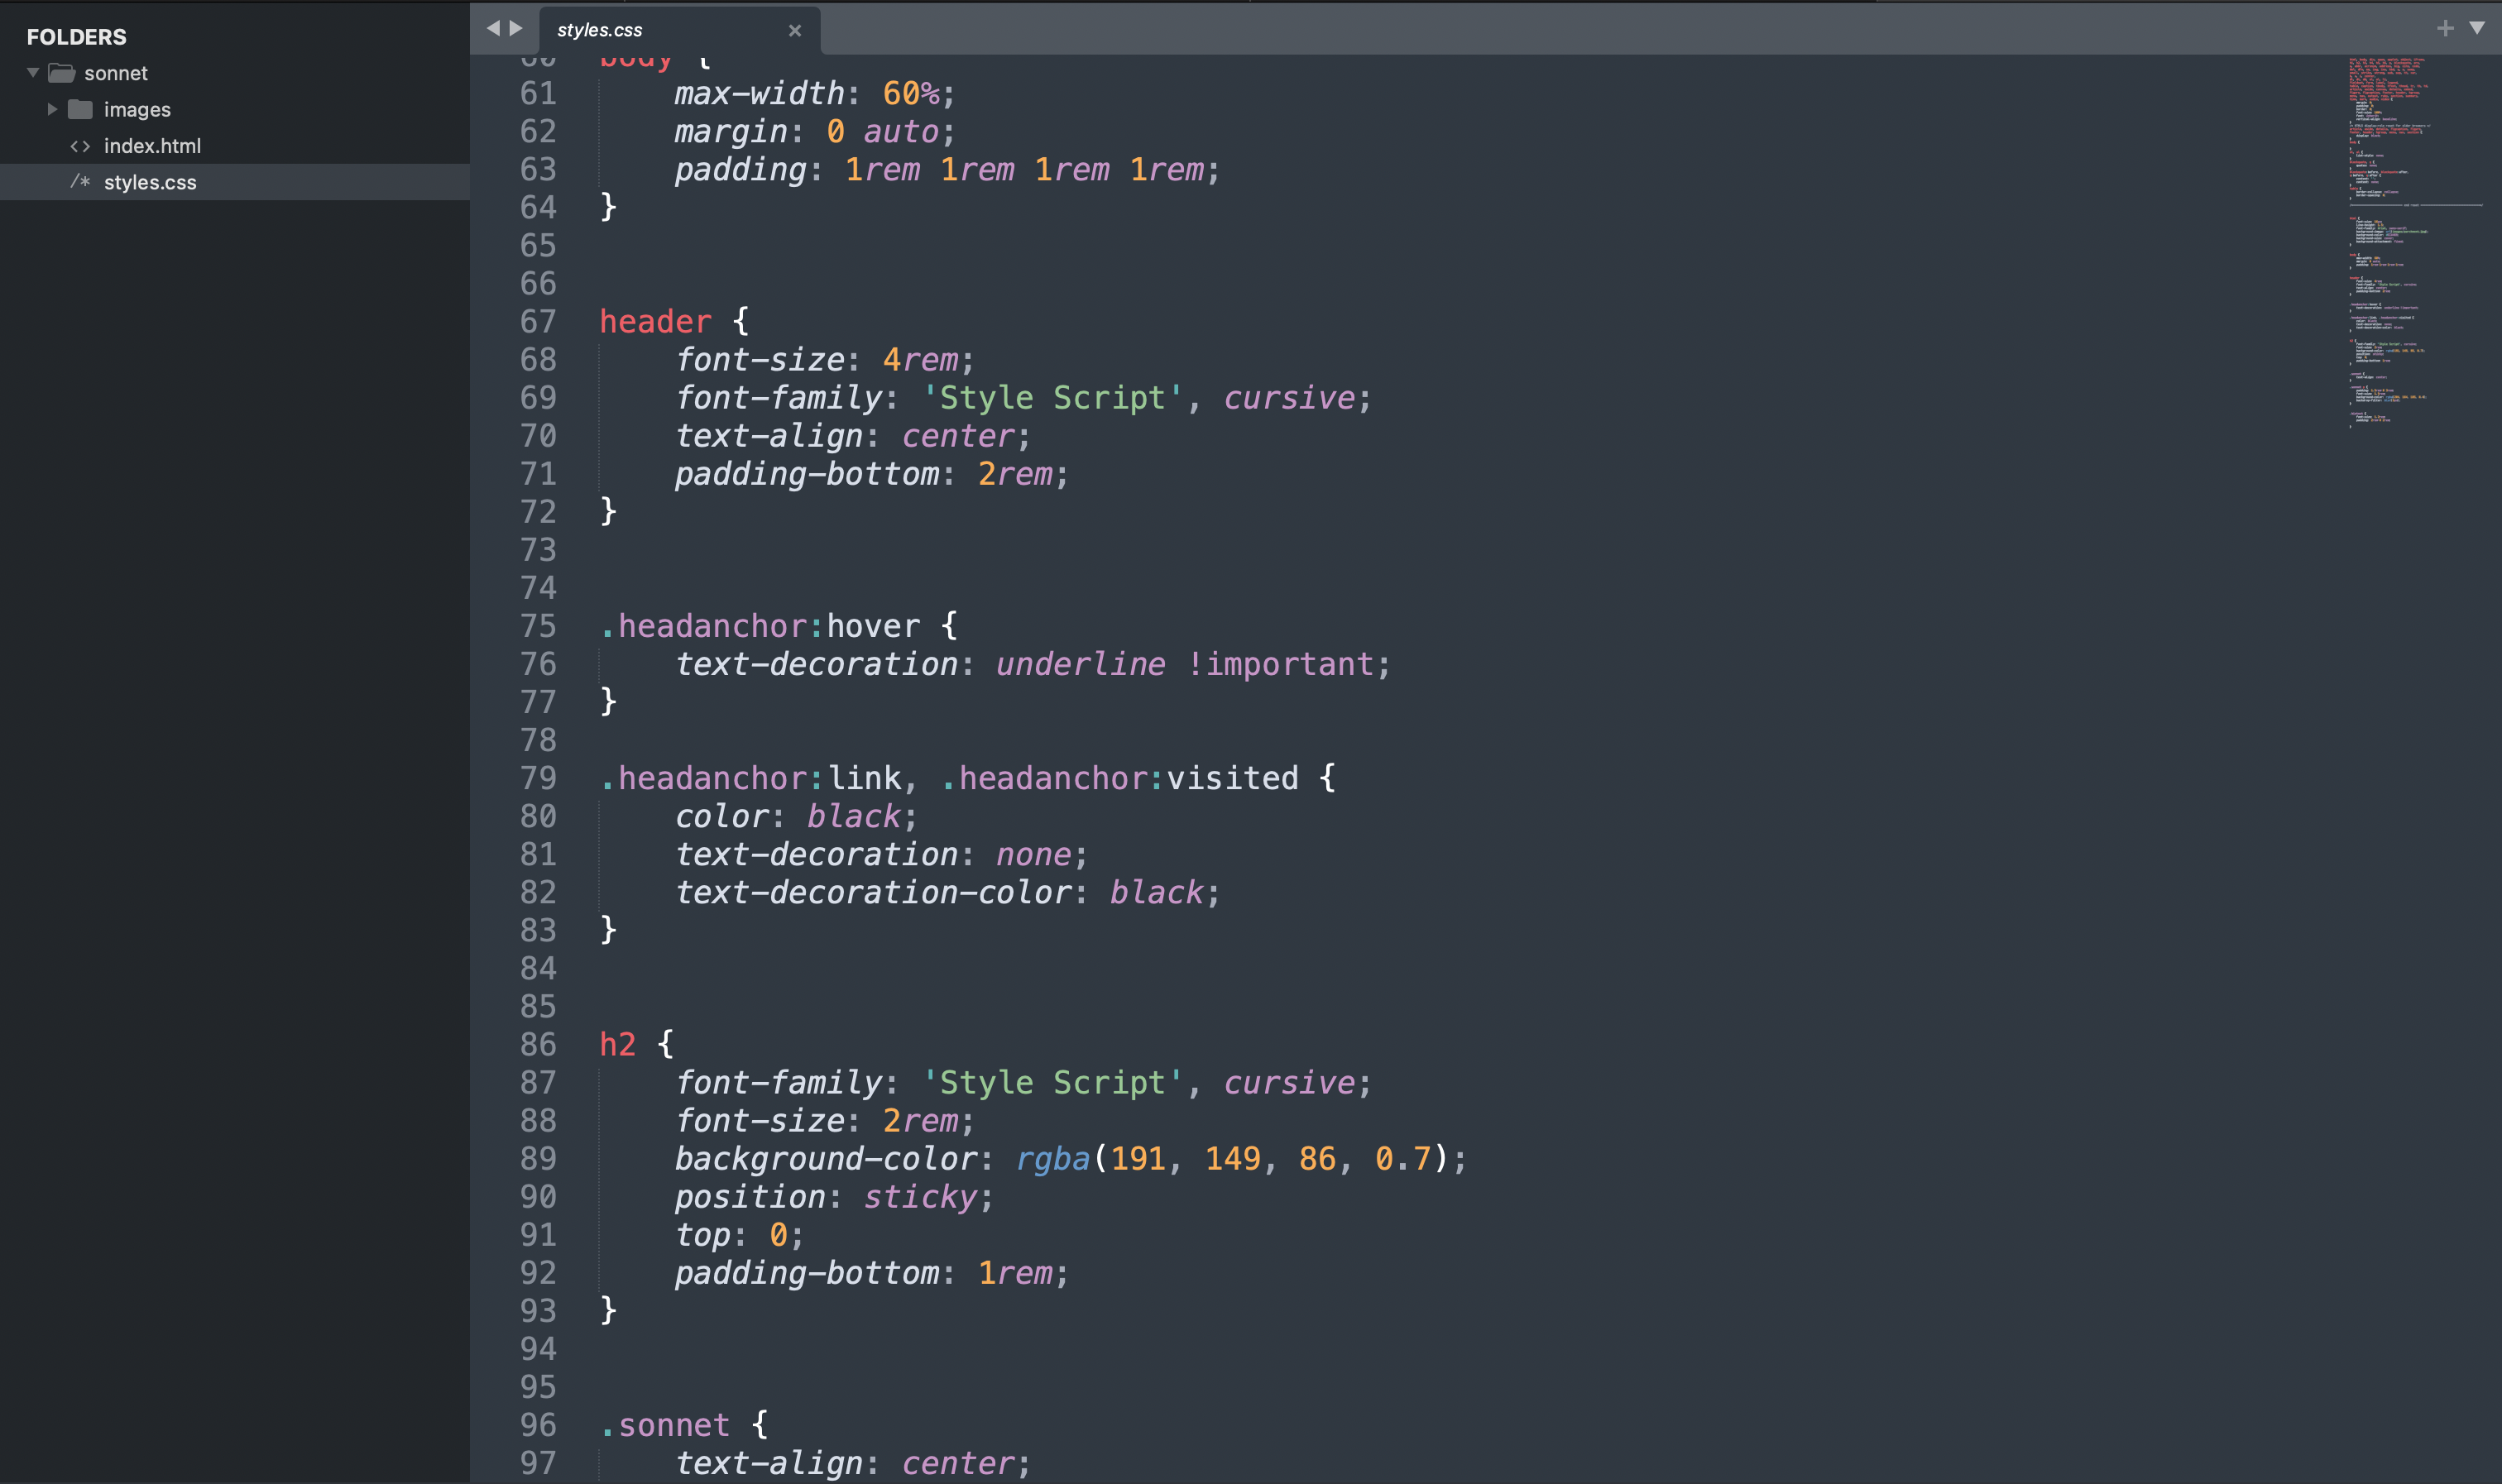 FOLDERS
sonnet
images
<> index.html
/* styles.css
styles.css
60 body {
61 max-width: 60%;
62 margin: 0 auto;
63 padding: 1rem 1rem 1rem 1rem;
64 }
65
66
67 header {
68 font-size: 4rem;
69 font-family: 'Style Script', cursive;
70 text-align: center;
71 padding-bottom: 2rem;
72 }
73
74
75 .headanchor:hover {
76 text-decoration: underline !important;
77 }
78
79 .headanchor:link, .headanchor:visited {
80 color: black;
81 text-decoration: none;
82 text-decoration-color: black;
83 }
84
85
86 h2 {
87 font-family: 'Style Script', cursive;
88 font-size: 2rem;
89 background-color: rgba(191, 149, 86, 0.7);
90 position: sticky;
91 top: 0;
92 padding-bottom: 1rem;
93 }
94
95
96 .sonnet {
97 text-align: center;